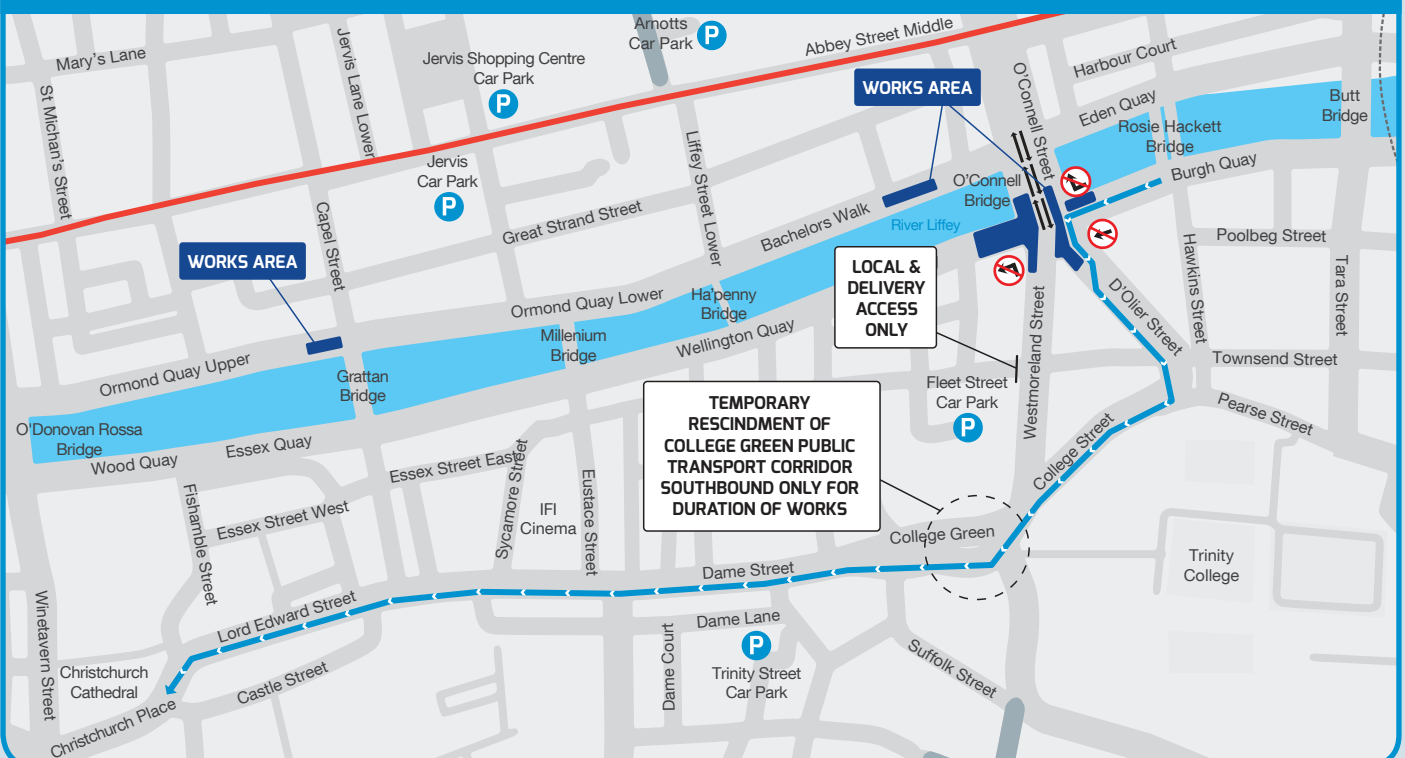 Arnotts
Car Park
P
Abbey Street Middle
Mary's Lane
Jervis Lane Lower
Jervis Shopping Centre
Car Park
P
WORKS AREA
O'Connell Street
Harbour Court
Eden Quay
Butt
Bridge
St Michan's Street
Rosie Hackett
Bridge
Burgh Quay
Liffey Street Lower
Jervis
Car Park
P
O'Connell
Bridge
Capel Street
Great Strand Street
Bachelors Walk
River Liffey
Poolbeg Street
Hawkins Street
Tara Street
WORKS AREA
LOCAL &
DELIVERY
ACCESS
ONLY
Ormond Quay Lower
Ha'penny
Bridge
D'Olier Street
Westmoreland Street
Millenium
Bridge
Wellington Quay
Ormond Quay Upper
Townsend Street
Grattan
Bridge
Fleet Street
Car Park
P
Pearse Street
TEMPORARY
RESCINDMENT OF
COLLEGE GREEN PUBLIC
TRANSPORT CORRIDOR
SOUTHBOUND ONLY FOR
DURATION OF WORKS
O'Donovan Rossa
Bridge
Wood Quay
Essex Quay
College Street
Essex Street East
Sycamore Street
Eustace Street
IFI
Cinema
Fishamble Street
Essex Street West
College Green
Trinity
College
Dame Street
Winetavern Street
Lord Edward Street
Dame Lane
Dame Court
P
Trinity Street
Car Park
Suffolk Street
Christchurch
Cathedral
Castle Street
Christchurch Place